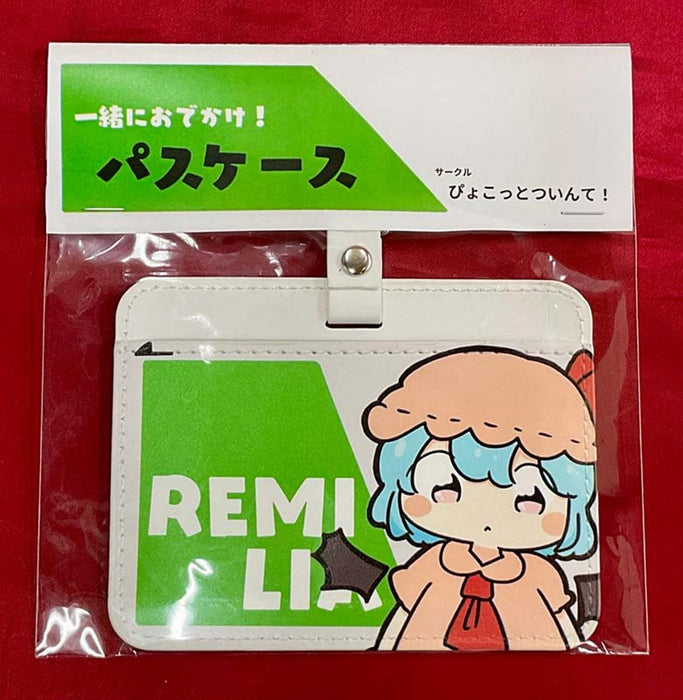 一緒におでかけ！
パスケース
サークル
ぴょこっとついんて！
REMI
LIA